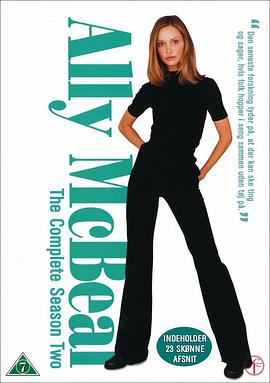 Ally McBeal
The Complete Season Two
“Den seneste forskning tyder på, at der kan ske ting
og sager, hvis folk hopper i seng sammen uden tøj på”
INDEHOLDER
23 SKØNNE
AFSNIT
7